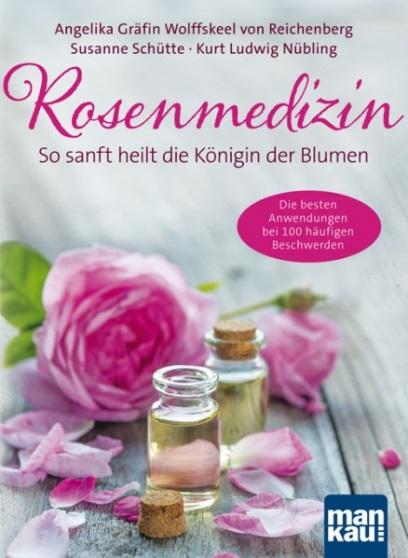 Angelika Gräfin Wolffskeel von Reichenberg
Susanne Schütte · Kurt Ludwig Nübling
Rosenmedizin
So sanft heilt die Königin der Blumen
Die besten
Anwendungen
bei 100 häufigen
Beschwerden
man
kau